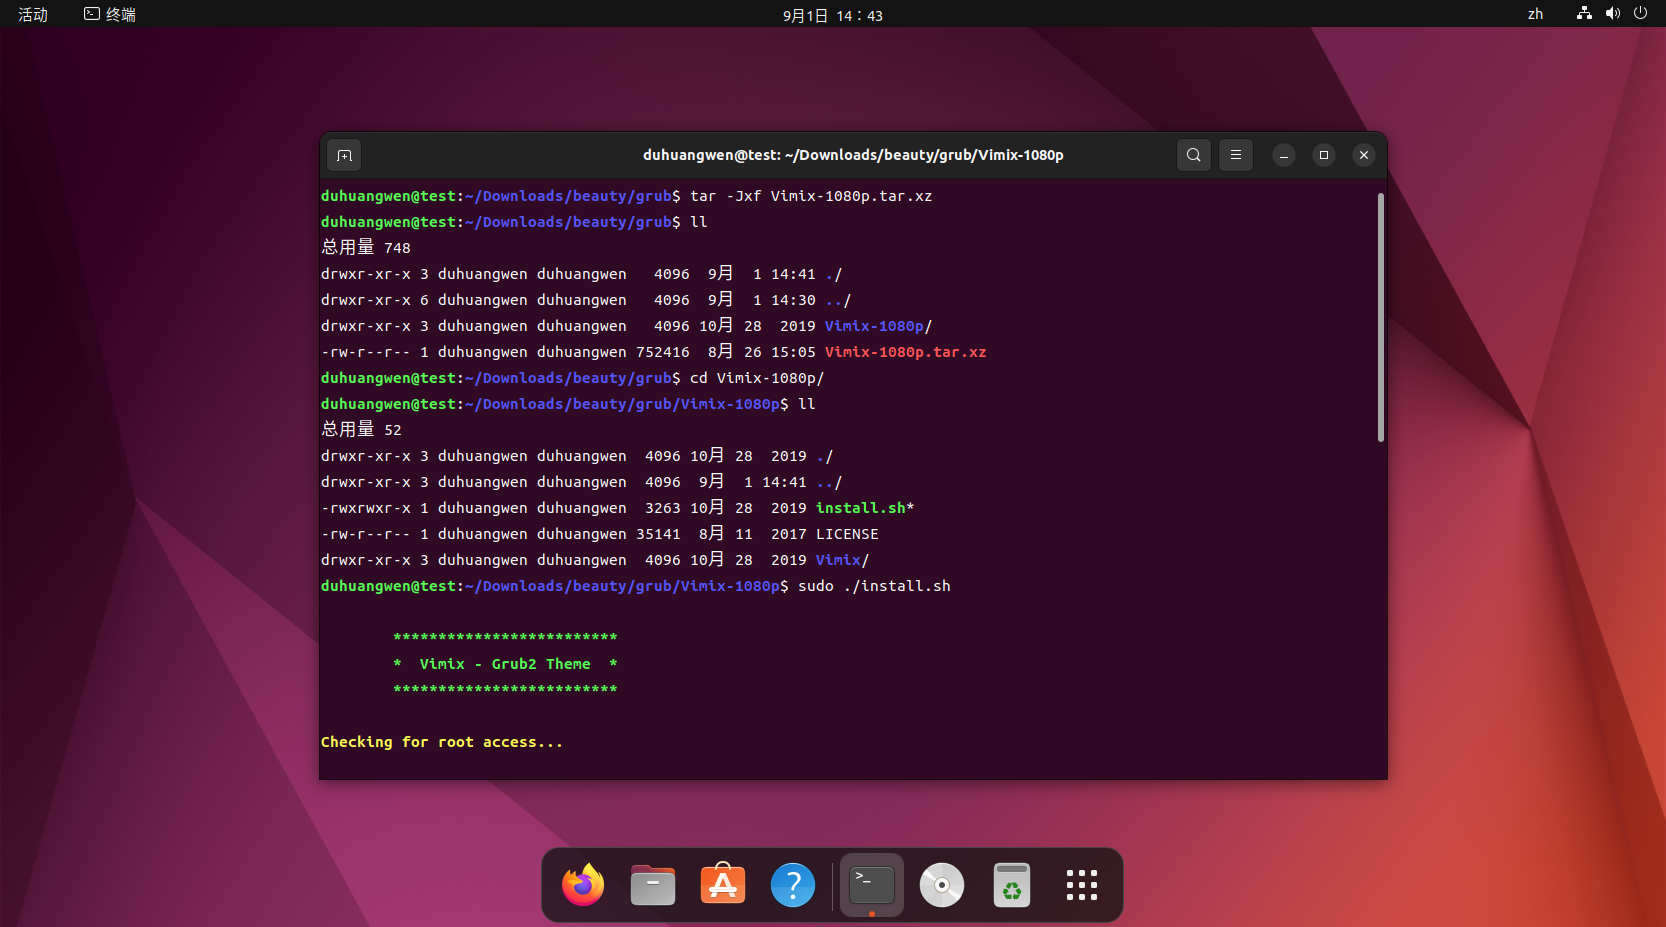 活动 终端 9月1日 14：43 zh
duhuangwen@test: ~/Downloads/beauty/grub/Vimix-1080p
duhuangwen@test:~/Downloads/beauty/grub$ tar -Jxf Vimix-1080p.tar.xz
duhuangwen@test:~/Downloads/beauty/grub$ ll
总用量 748
drwxr-xr-x 3 duhuangwen duhuangwen   4096  9月  1 14:41 ./
drwxr-xr-x 6 duhuangwen duhuangwen   4096  9月  1 14:30 ../
drwxr-xr-x 3 duhuangwen duhuangwen   4096 10月 28  2019 Vimix-1080p/
-rw-r--r-- 1 duhuangwen duhuangwen 752416  8月 26 15:05 Vimix-1080p.tar.xz
duhuangwen@test:~/Downloads/beauty/grub$ cd Vimix-1080p/
duhuangwen@test:~/Downloads/beauty/grub/Vimix-1080p$ ll
总用量 52
drwxr-xr-x 3 duhuangwen duhuangwen  4096 10月 28  2019 ./
drwxr-xr-x 3 duhuangwen duhuangwen  4096  9月  1 14:41 ../
-rwxrwxr-x 1 duhuangwen duhuangwen  3263 10月 28  2019 install.sh*
-rw-r--r-- 1 duhuangwen duhuangwen 35141  8月 11  2017 LICENSE
drwxr-xr-x 3 duhuangwen duhuangwen  4096 10月 28  2019 Vimix/
duhuangwen@test:~/Downloads/beauty/grub/Vimix-1080p$ sudo ./install.sh
*************************
*  Vimix - Grub2 Theme  *
*************************
Checking for root access...